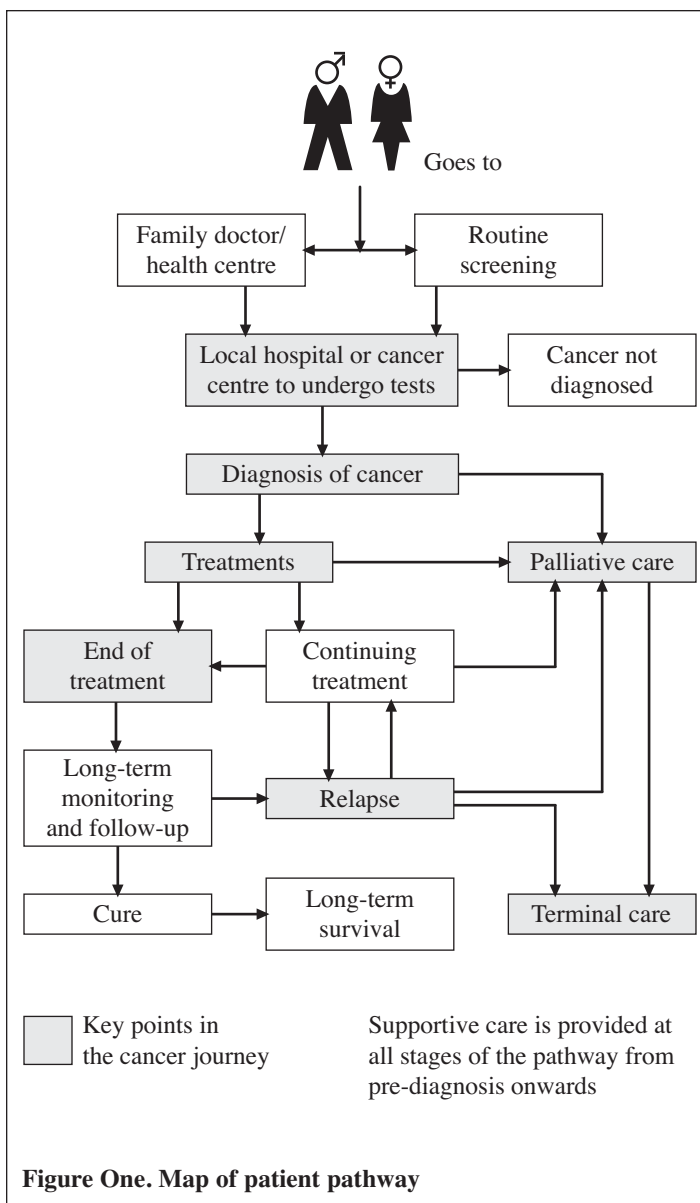 Goes to
Family doctor/
health centre
Routine
screening
Local hospital or cancer
centre to undergo tests
Cancer not
diagnosed
Diagnosis of cancer
Treatments
Palliative care
End of
treatment
Continuing
treatment
Long-term
monitoring
and follow-up
Relapse
Cure
Long-term
survival
Terminal care
Key points in
the cancer journey
Supportive care is provided at
all stages of the pathway from
pre-diagnosis onwards
Figure One. Map of patient pathway